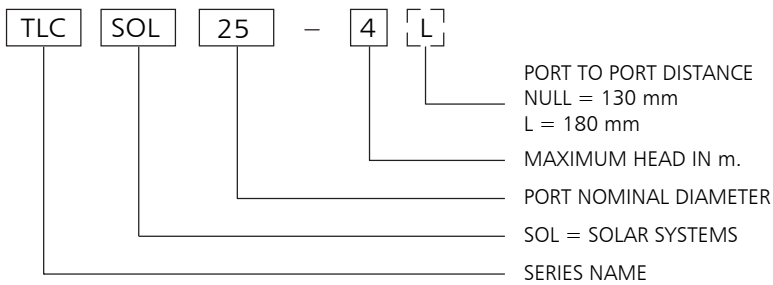 TLC SOL 25 – 4 L
PORT TO PORT DISTANCE
NULL = 130 mm
L = 180 mm
MAXIMUM HEAD IN m.
PORT NOMINAL DIAMETER
SOL = SOLAR SYSTEMS
SERIES NAME